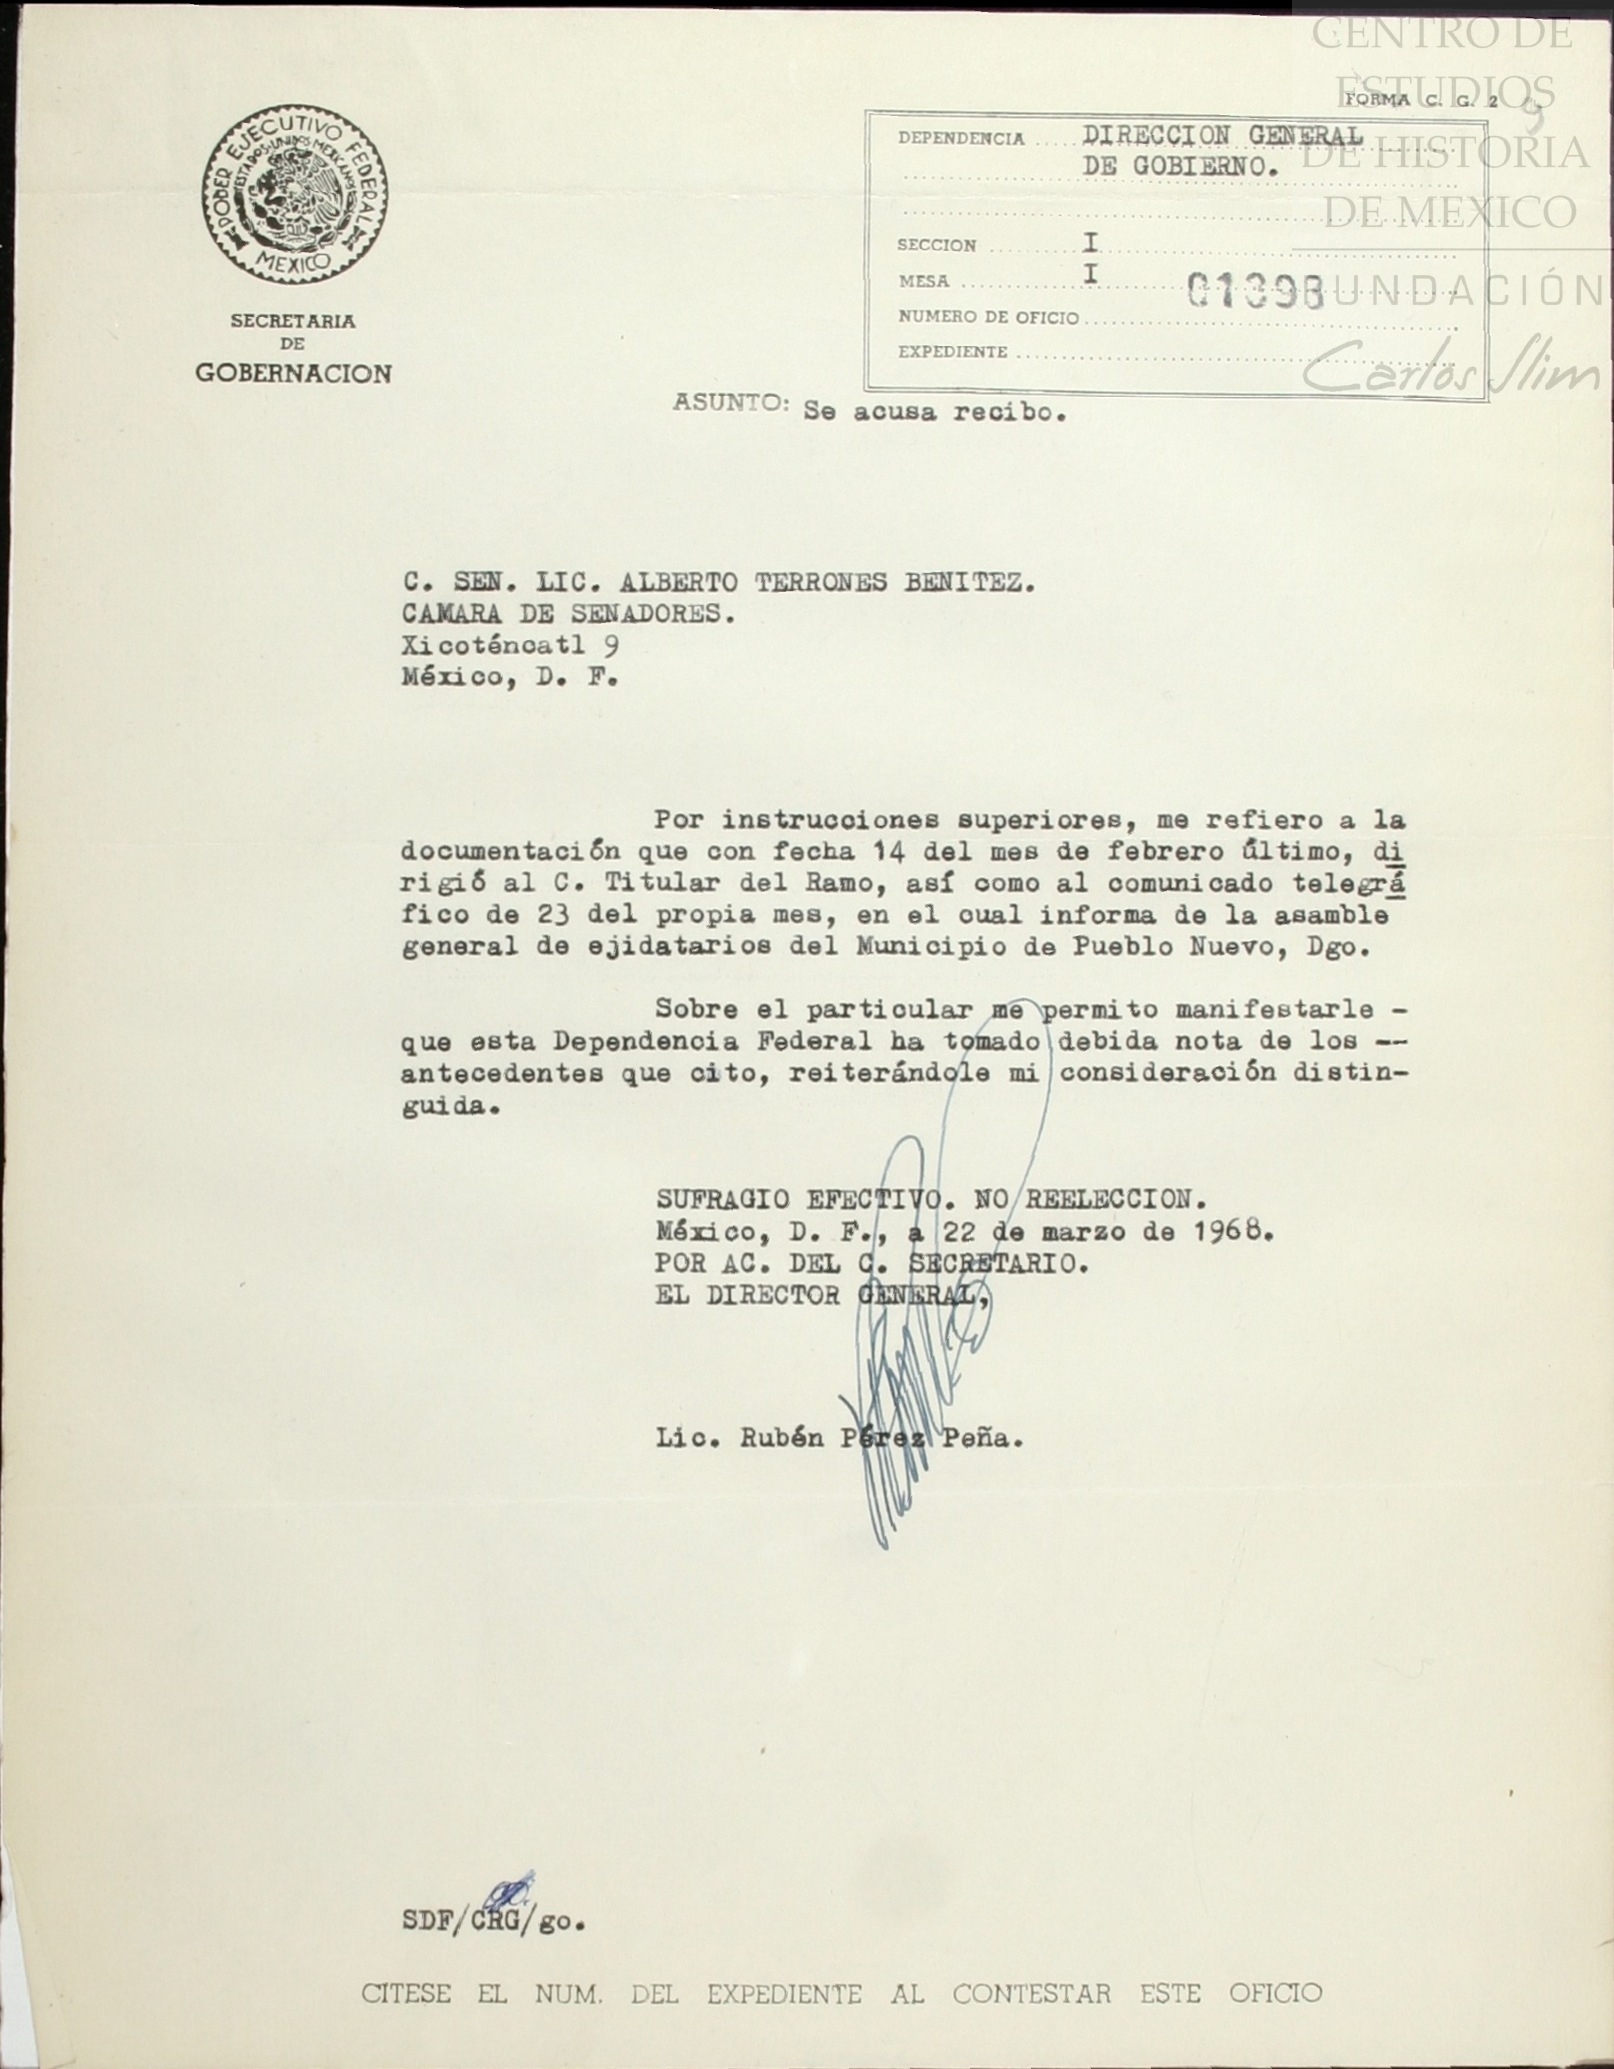 CENTRO DE
ESTUDIOS
DE HISTORIA
DE MEXICO
FUNDACIÓN
Carlos Slim
PODER EJECUTIVO FEDERAL
ESTADOS UNIDOS MEXICANOS
MEXICO
SECRETARIA
DE
GOBERNACION
FORMA C. G. 2
9
DEPENDENCIA DIRECCION GENERAL
DE GOBIERNO.
SECCION I
MESA I
01398
NUMERO DE OFICIO
EXPEDIENTE
ASUNTO: Se acusa recibo.
C. SEN. LIC. ALBERTO TERRONES BENITEZ.
CAMARA DE SENADORES.
Xicoténcatl 9
México, D. F.
Por instrucciones superiores, me refiero a la
documentación que con fecha 14 del mes de febrero último, di
rigió al C. Titular del Ramo, así como al comunicado telegrá
fico de 23 del propia mes, en el cual informa de la asamble
general de ejidatarios del Municipio de Pueblo Nuevo, Dgo.
Sobre el particular me permito manifestarle -
que esta Dependencia Federal ha tomado debida nota de los --
antecedentes que cito, reiterándole mi consideración distin-
guida.
SUFRAGIO EFECTIVO. NO REELECCION.
México, D. F., a 22 de marzo de 1968.
POR AC. DEL C. SECRETARIO.
EL DIRECTOR GENERAL,
Lic. Rubén Pérez Peña.
SDF/CRG/go.
CITESE EL NUM. DEL EXPEDIENTE AL CONTESTAR ESTE OFICIO